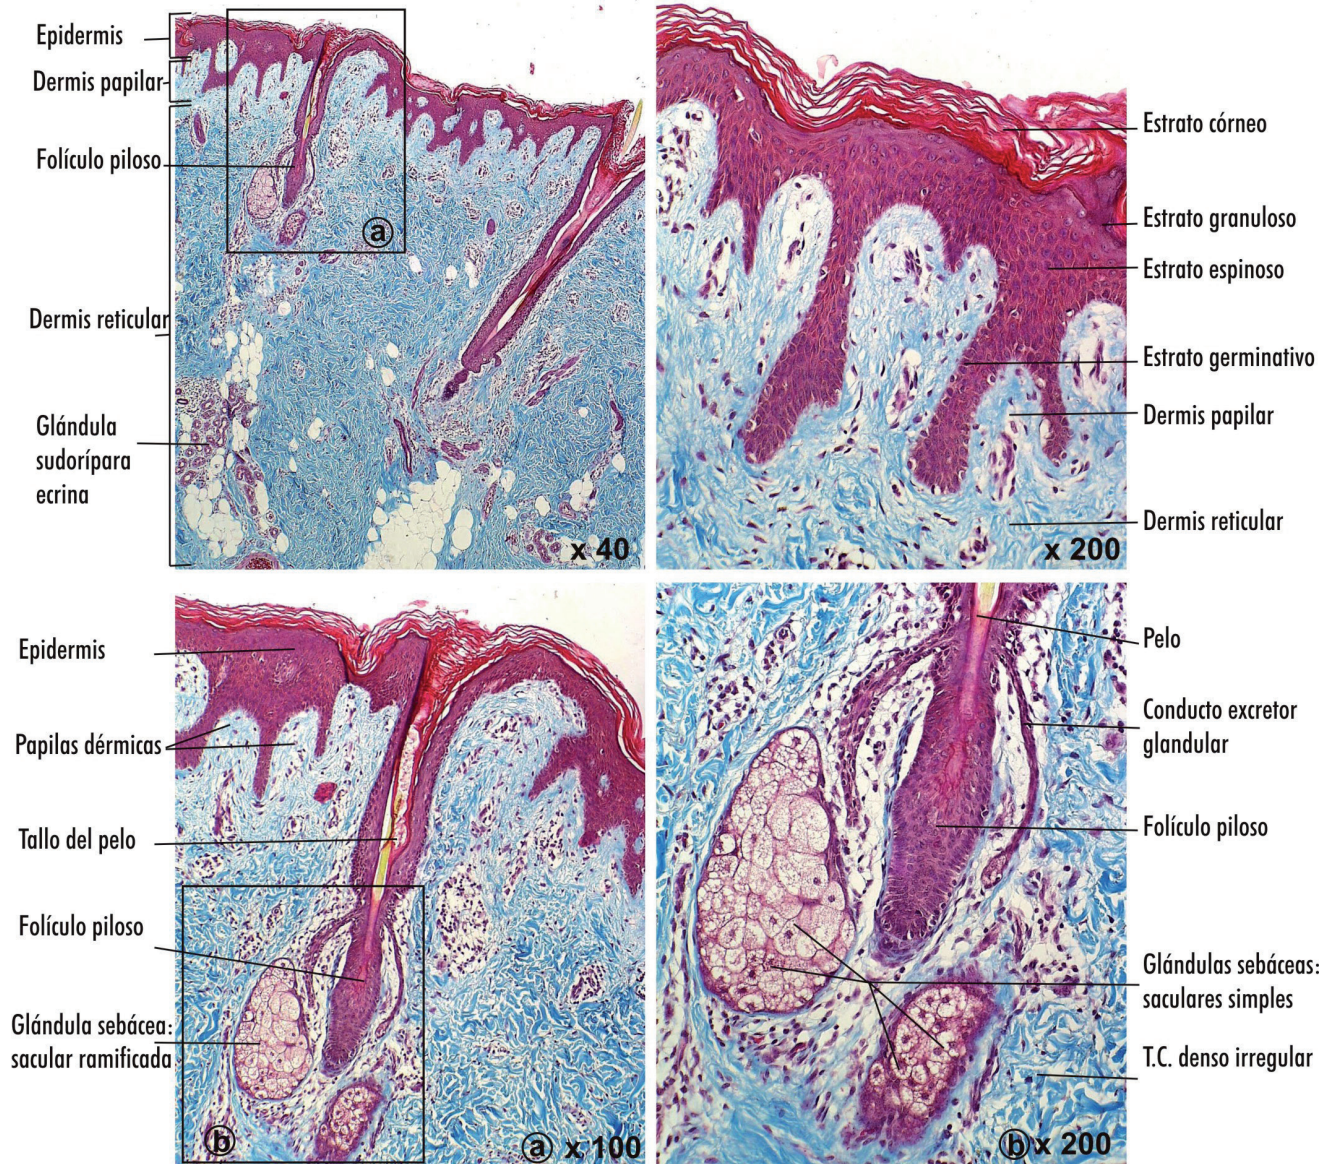 Epidermis
Dermis papilar
Folículo piloso
a
Dermis reticular
Glándula
sudorípara
ecrina
x 40
Estrato córneo
Estrato granuloso
Estrato espinoso
Estrato germinativo
Dermis papilar
Dermis reticular
x 200
Epidermis
Papilas dérmicas
Tallo del pelo
Folículo piloso
Glándula sebácea:
sacular ramificada
b
a x 100
Pelo
Conducto excretor
glandular
Folículo piloso
Glándulas sebáceas:
saculares simples
T.C. denso irregular
b x 200